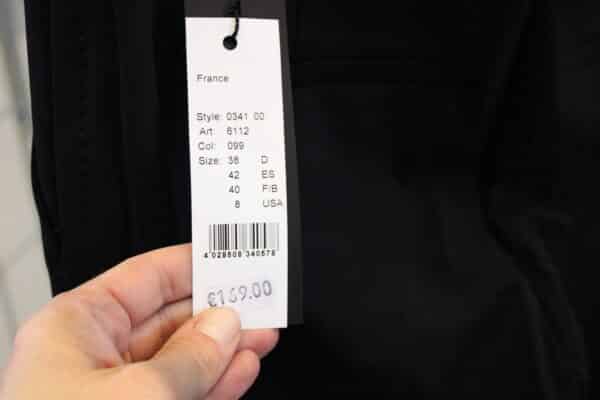 France
Style: 0341 00
Art: 6112
Col: 099
Size: 38 D
42 ES
40 F/B
8 USA
4 029608 340578
€169.00